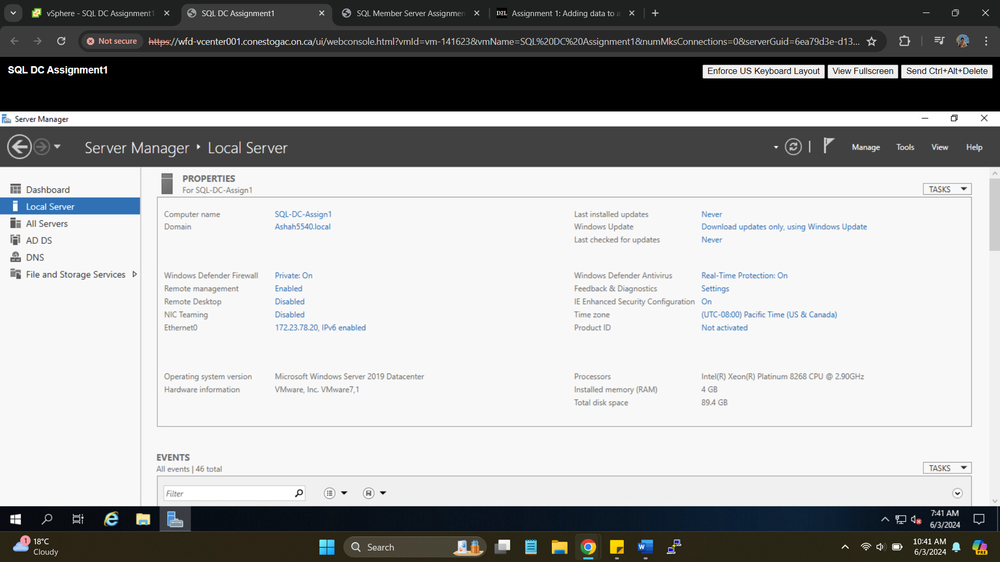 vSphere - SQL DC Assignment1
SQL DC Assignment1
SQL Member Server Assignmen
D2L Assignment 1: Adding data to a
Not secure
https://wfd-vcenter001.conestogac.on.ca/ui/webconsole.html?vmId=vm-141623&vmName=SQL%20DC%20Assignment1&numMksConnections=0&serverGuid=6ea79d3e-d13...
SQL DC Assignment1
Enforce US Keyboard Layout
View Fullscreen
Send Ctrl+Alt+Delete
Server Manager
Server Manager ‣ Local Server
Manage
Tools
View
Help
Dashboard
Local Server
All Servers
AD DS
DNS
File and Storage Services
PROPERTIES
For SQL-DC-Assign1
TASKS
Computer name SQL-DC-Assign1
Domain Ashah5540.local
Last installed updates Never
Windows Update Download updates only, using Windows Update
Last checked for updates Never
Windows Defender Firewall Private: On
Remote management Enabled
Remote Desktop Disabled
NIC Teaming Disabled
Ethernet0 172.23.78.20, IPv6 enabled
Windows Defender Antivirus Real-Time Protection: On
Feedback & Diagnostics Settings
IE Enhanced Security Configuration On
Time zone (UTC-08:00) Pacific Time (US & Canada)
Product ID Not activated
Operating system version Microsoft Windows Server 2019 Datacenter
Hardware information VMware, Inc. VMware7,1
Processors Intel(R) Xeon(R) Platinum 8268 CPU @ 2.90GHz
Installed memory (RAM) 4 GB
Total disk space 89.4 GB
EVENTS
All events | 46 total
TASKS
Filter
7:41 AM
6/3/2024
1
18°C
Cloudy
Search
W
10:41 AM
6/3/2024
PRE